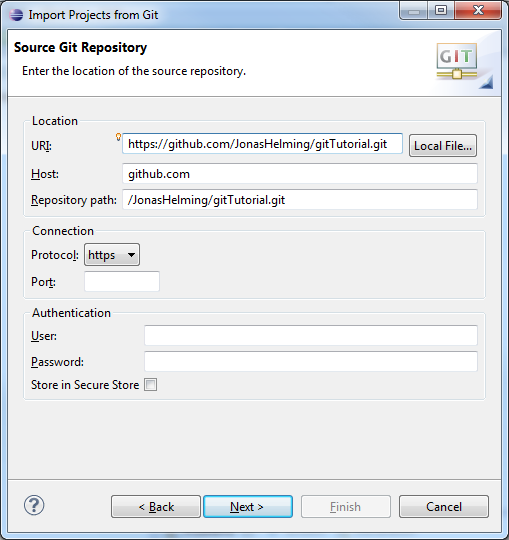 Import Projects from Git
Source Git Repository
Enter the location of the source repository.
GIT
Location
URI: https://github.com/JonasHelming/gitTutorial.git Local File...
Host: github.com
Repository path: /JonasHelming/gitTutorial.git
Connection
Protocol: https
Port:
Authentication
User:
Password:
Store in Secure Store
? < Back Next > Finish Cancel